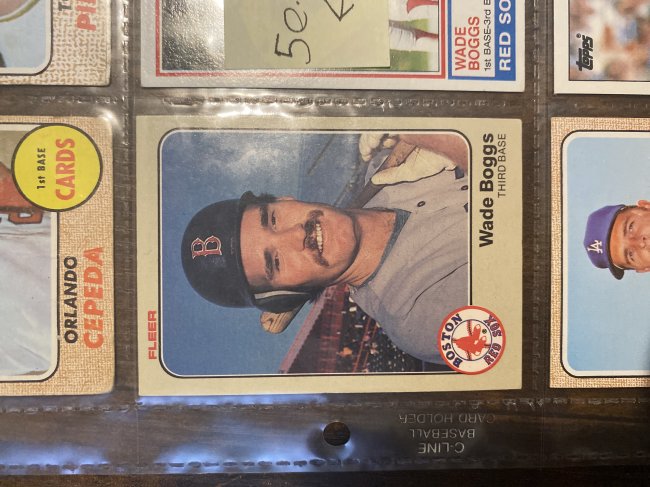 WADE
BOGGS
1st BASE-3rd B
RED SO
Topps
1st BASE
CARDS
ORLANDO
CEPEDA
FLEER
B
Wade Boggs
THIRD BASE
BOSTON
RED SOX
LA
C-LINE
BASEBALL
CARD HOLDER